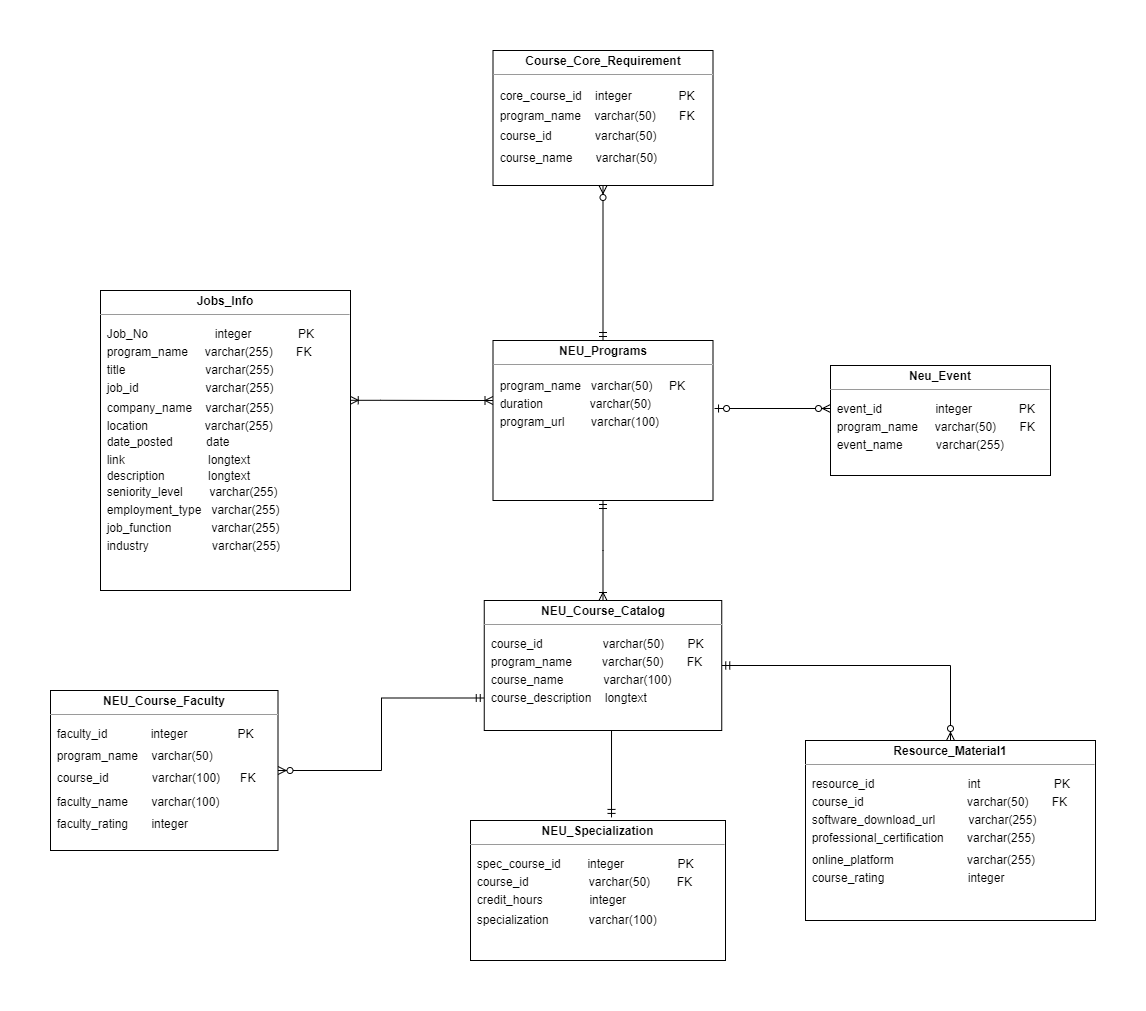 Course_Core_Requirement
core_course_id integer PK
program_name varchar(50) FK
course_id varchar(50)
course_name varchar(50)
Jobs_Info
Job_No integer PK
program_name varchar(255) FK
title varchar(255)
job_id varchar(255)
company_name varchar(255)
location varchar(255)
date_posted date
link longtext
description longtext
seniority_level varchar(255)
employment_type varchar(255)
job_function varchar(255)
industry varchar(255)
NEU_Programs
program_name varchar(50) PK
duration varchar(50)
program_url varchar(100)
Neu_Event
event_id integer PK
program_name varchar(50) FK
event_name varchar(255)
NEU_Course_Catalog
course_id varchar(50) PK
program_name varchar(50) FK
course_name varchar(100)
course_description longtext
NEU_Course_Faculty
faculty_id integer PK
program_name varchar(50)
course_id varchar(100) FK
faculty_name varchar(100)
faculty_rating integer
Resource_Material1
resource_id int PK
course_id varchar(50) FK
software_download_url varchar(255)
professional_certification varchar(255)
online_platform varchar(255)
course_rating integer
NEU_Specialization
spec_course_id integer PK
course_id varchar(50) FK
credit_hours integer
specialization varchar(100)